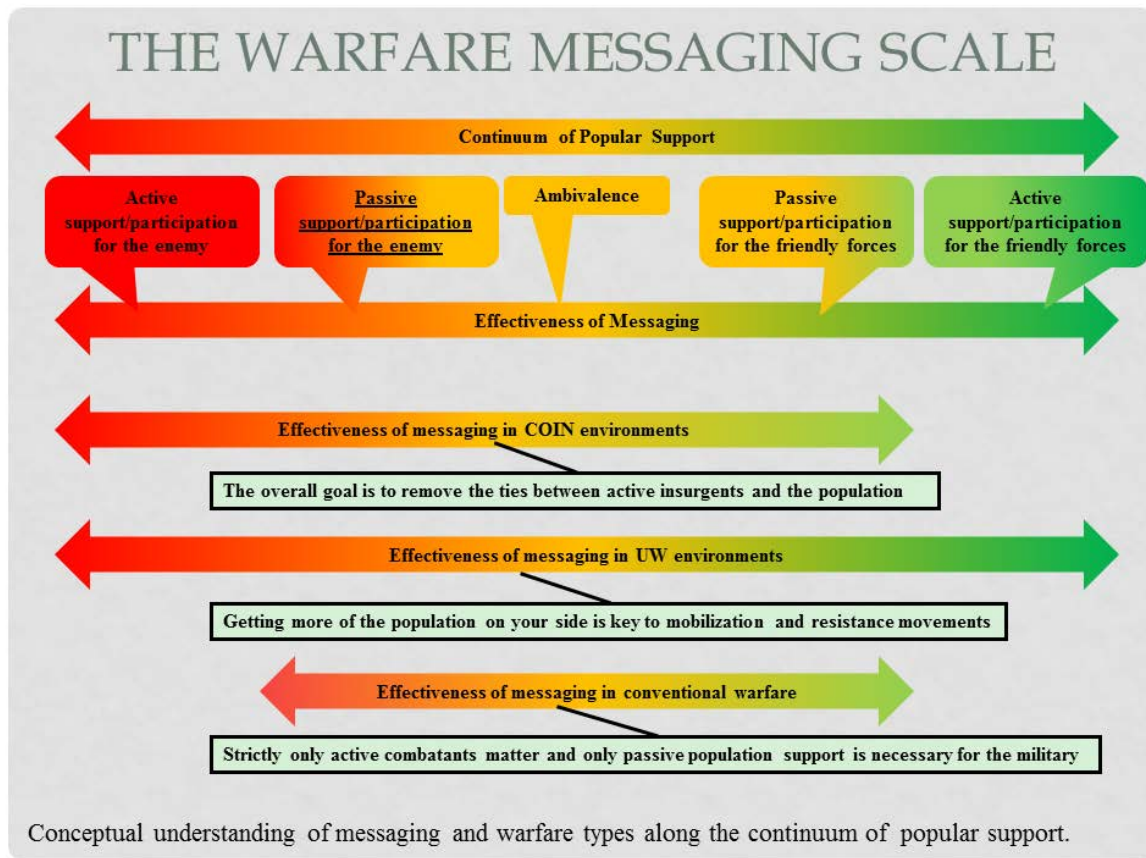 THE WARFARE MESSAGING SCALE
Continuum of Popular Support
Active
support/participation
for the enemy
Passive
support/participation
for the enemy
Ambivalence
Passive
support/participation
for the friendly forces
Active
support/participation
for the friendly forces
Effectiveness of Messaging
Effectiveness of messaging in COIN environments
The overall goal is to remove the ties between active insurgents and the population
Effectiveness of messaging in UW environments
Getting more of the population on your side is key to mobilization and resistance movements
Effectiveness of messaging in conventional warfare
Strictly only active combatants matter and only passive population support is necessary for the military
Conceptual understanding of messaging and warfare types along the continuum of popular support.